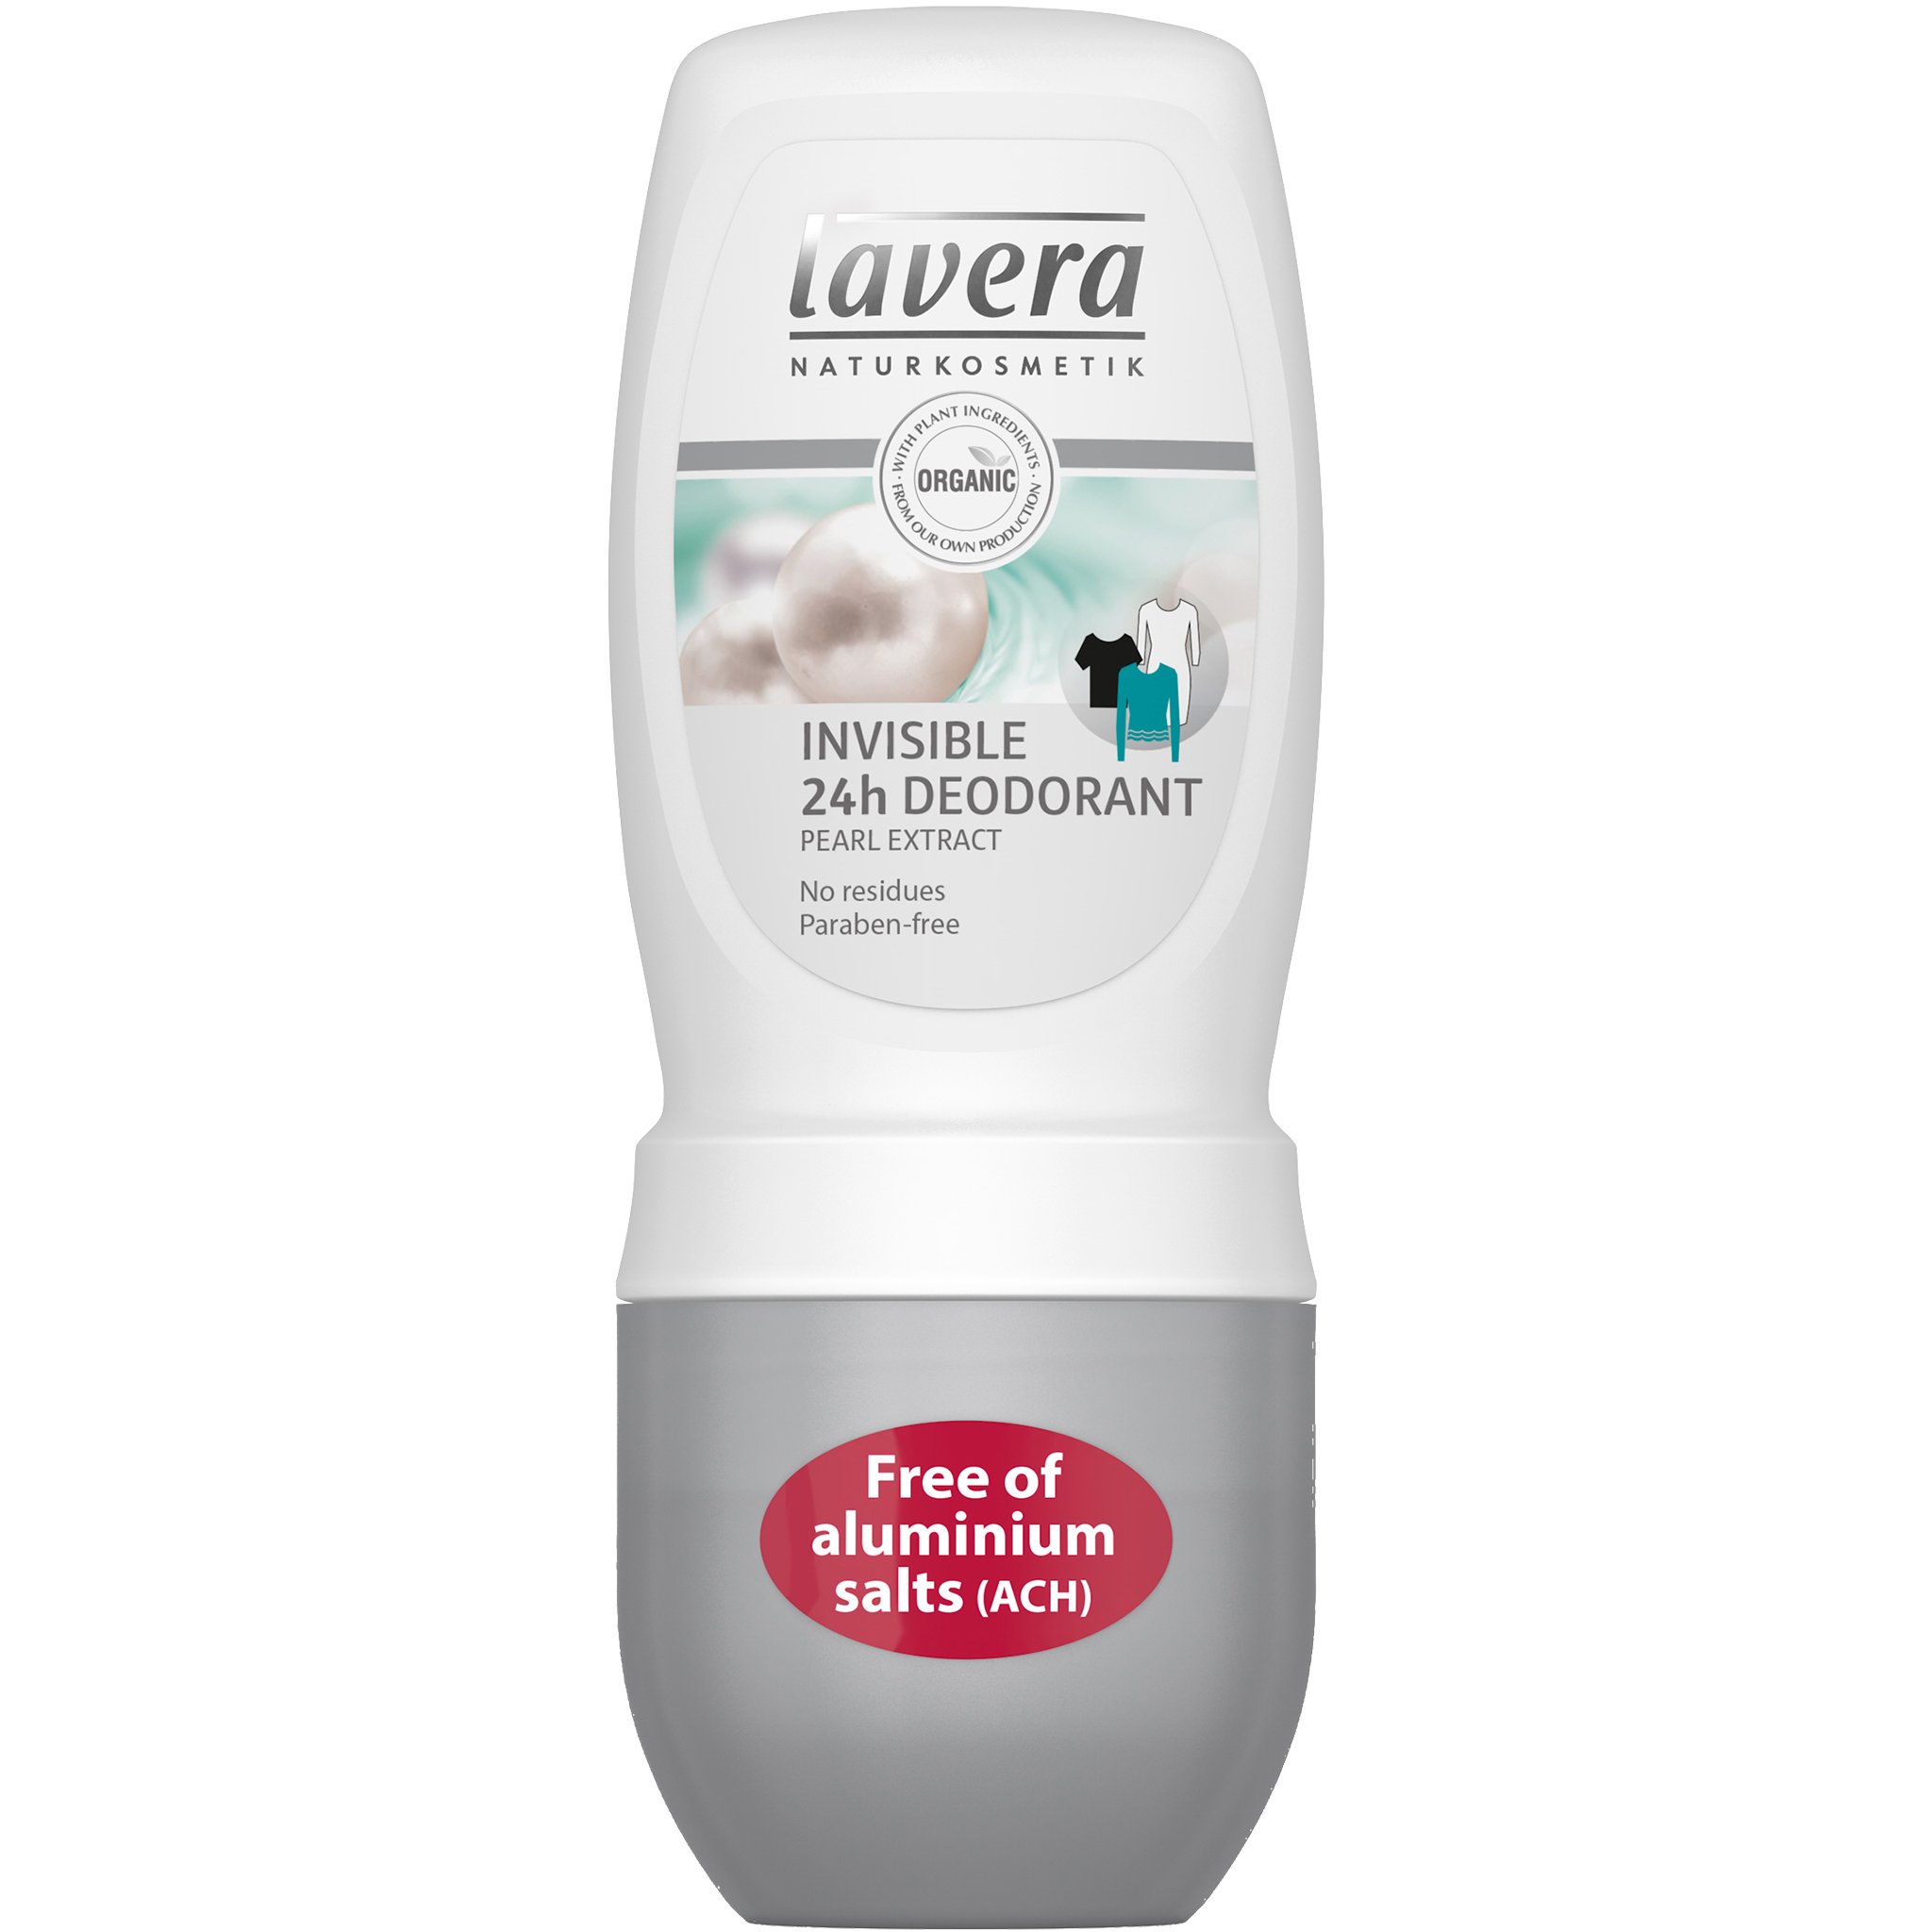 lavera
NATURKOSMETIK
· WITH PLANT INGREDIENTS ·
FROM OUR OWN PRODUCTION
ORGANIC
INVISIBLE
24h DEODORANT
PEARL EXTRACT
No residues
Paraben-free
Free of
aluminium
salts (ACH)